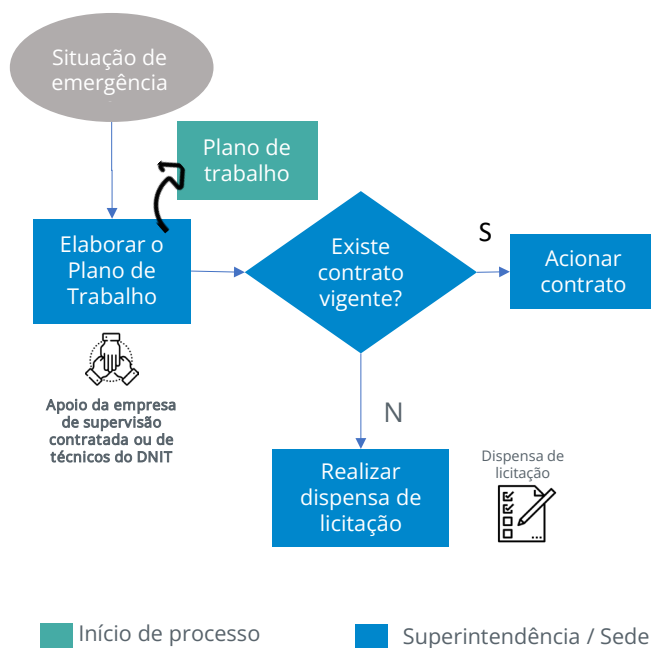 Situação de
emergência
Plano de
trabalho
Elaborar o
Plano de
Trabalho
Existe
contrato
vigente?
S
Acionar
contrato
Apoio da empresa
de supervisão
contratada ou de
técnicos do DNIT
N
Realizar
dispensa de
licitação
Dispensa de
licitação
Início de processo
Superintendência / Sede